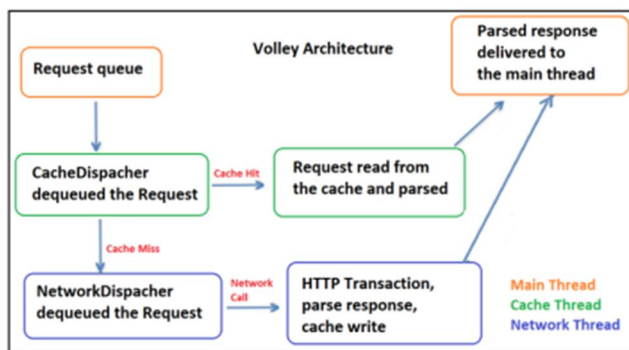 Volley Architecture
Request queue
Parsed response
delivered to
the main thread
CacheDispacher
dequeued the Request
Cache Hit
Request read from
the cache and parsed
Cache Miss
NetworkDispacher
dequeued the Request
Network
Call
HTTP Transaction,
parse response,
cache write
Main Thread
Cache Thread
Network Thread